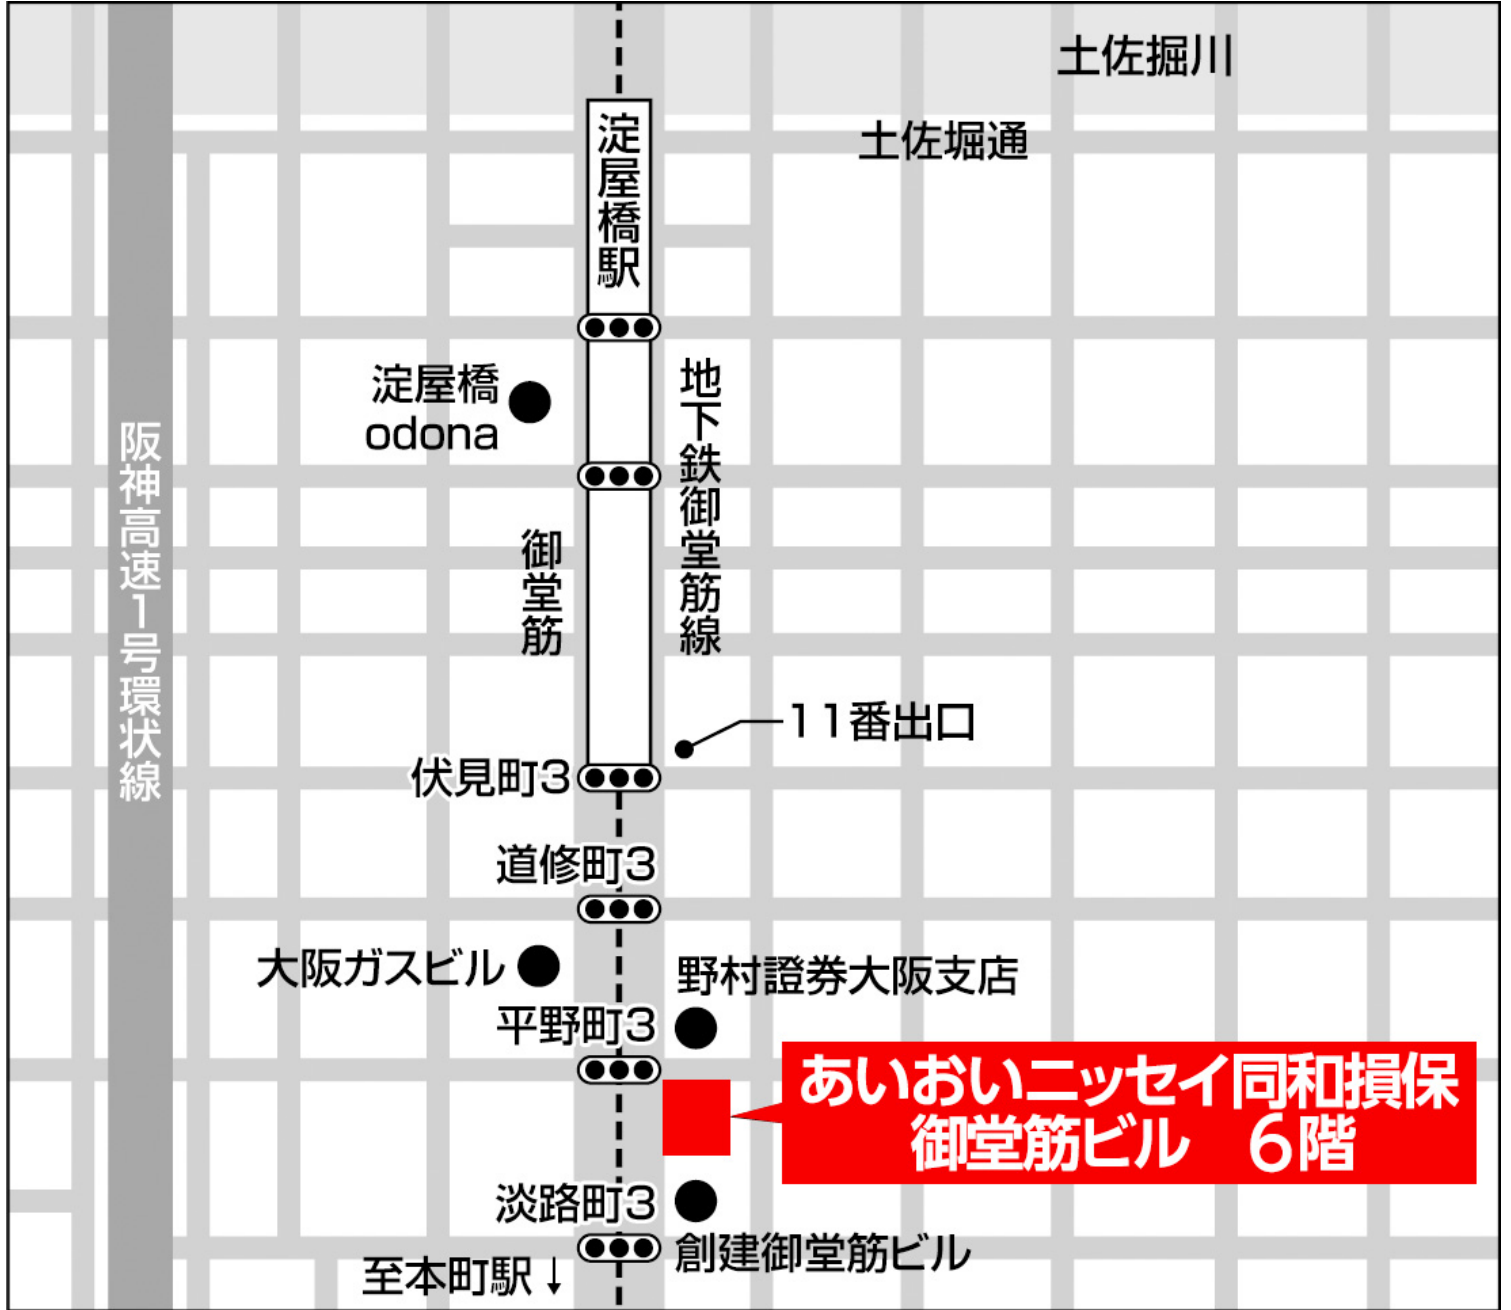 土佐掘川
土佐堀通
淀屋橋駅
淀屋橋
odona
地下鉄御堂筋線
阪神高速1号環状線
御堂筋
11番出口
伏見町3
道修町3
大阪ガスビル
野村證券大阪支店
平野町3
あいおいニッセイ同和損保
御堂筋ビル　6階
淡路町3
創建御堂筋ビル
至本町駅↓